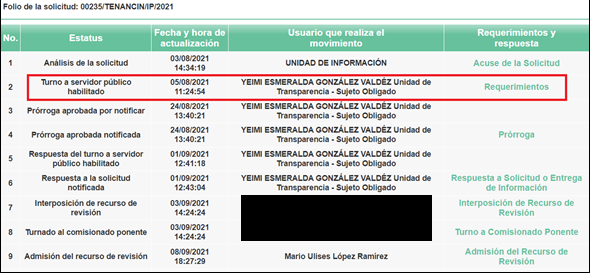 Folio de la solicitud: 00235/TENANCIN/IP/2021
No. Estatus Fecha y hora de actualización Usuario que realiza el movimiento Requerimientos y respuesta
1 Análisis de la solicitud 03/08/2021 14:34:19 UNIDAD DE INFORMACIÓN Acuse de la Solicitud
2 Turno a servidor público habilitado 05/08/2021 11:24:54 YEIMI ESMERALDA GONZÁLEZ VALDÉZ Unidad de Transparencia - Sujeto Obligado Requerimientos
3 Prórroga aprobada por notificar 24/08/2021 13:40:21 YEIMI ESMERALDA GONZÁLEZ VALDÉZ Unidad de Transparencia - Sujeto Obligado
4 Prórroga aprobada notificada 24/08/2021 13:40:21 YEIMI ESMERALDA GONZÁLEZ VALDÉZ Unidad de Transparencia - Sujeto Obligado Prórroga
5 Respuesta del turno a servidor público habilitado 01/09/2021 12:41:18 YEIMI ESMERALDA GONZÁLEZ VALDÉZ Unidad de Transparencia - Sujeto Obligado
6 Respuesta a la solicitud notificada 01/09/2021 12:43:04 YEIMI ESMERALDA GONZÁLEZ VALDÉZ Unidad de Transparencia - Sujeto Obligado Respuesta a Solicitud o Entrega de Información
7 Interposición de recurso de revisión 03/09/2021 14:24:24 Interposición de Recurso de Revisión
8 Turnado al comisionado ponente 03/09/2021 14:24:24 Turno a Comisionado Ponente
9 Admisión del recurso de revisión 08/09/2021 18:27:29 Mario Ulises López Ramírez Admisión del Recurso de Revisión